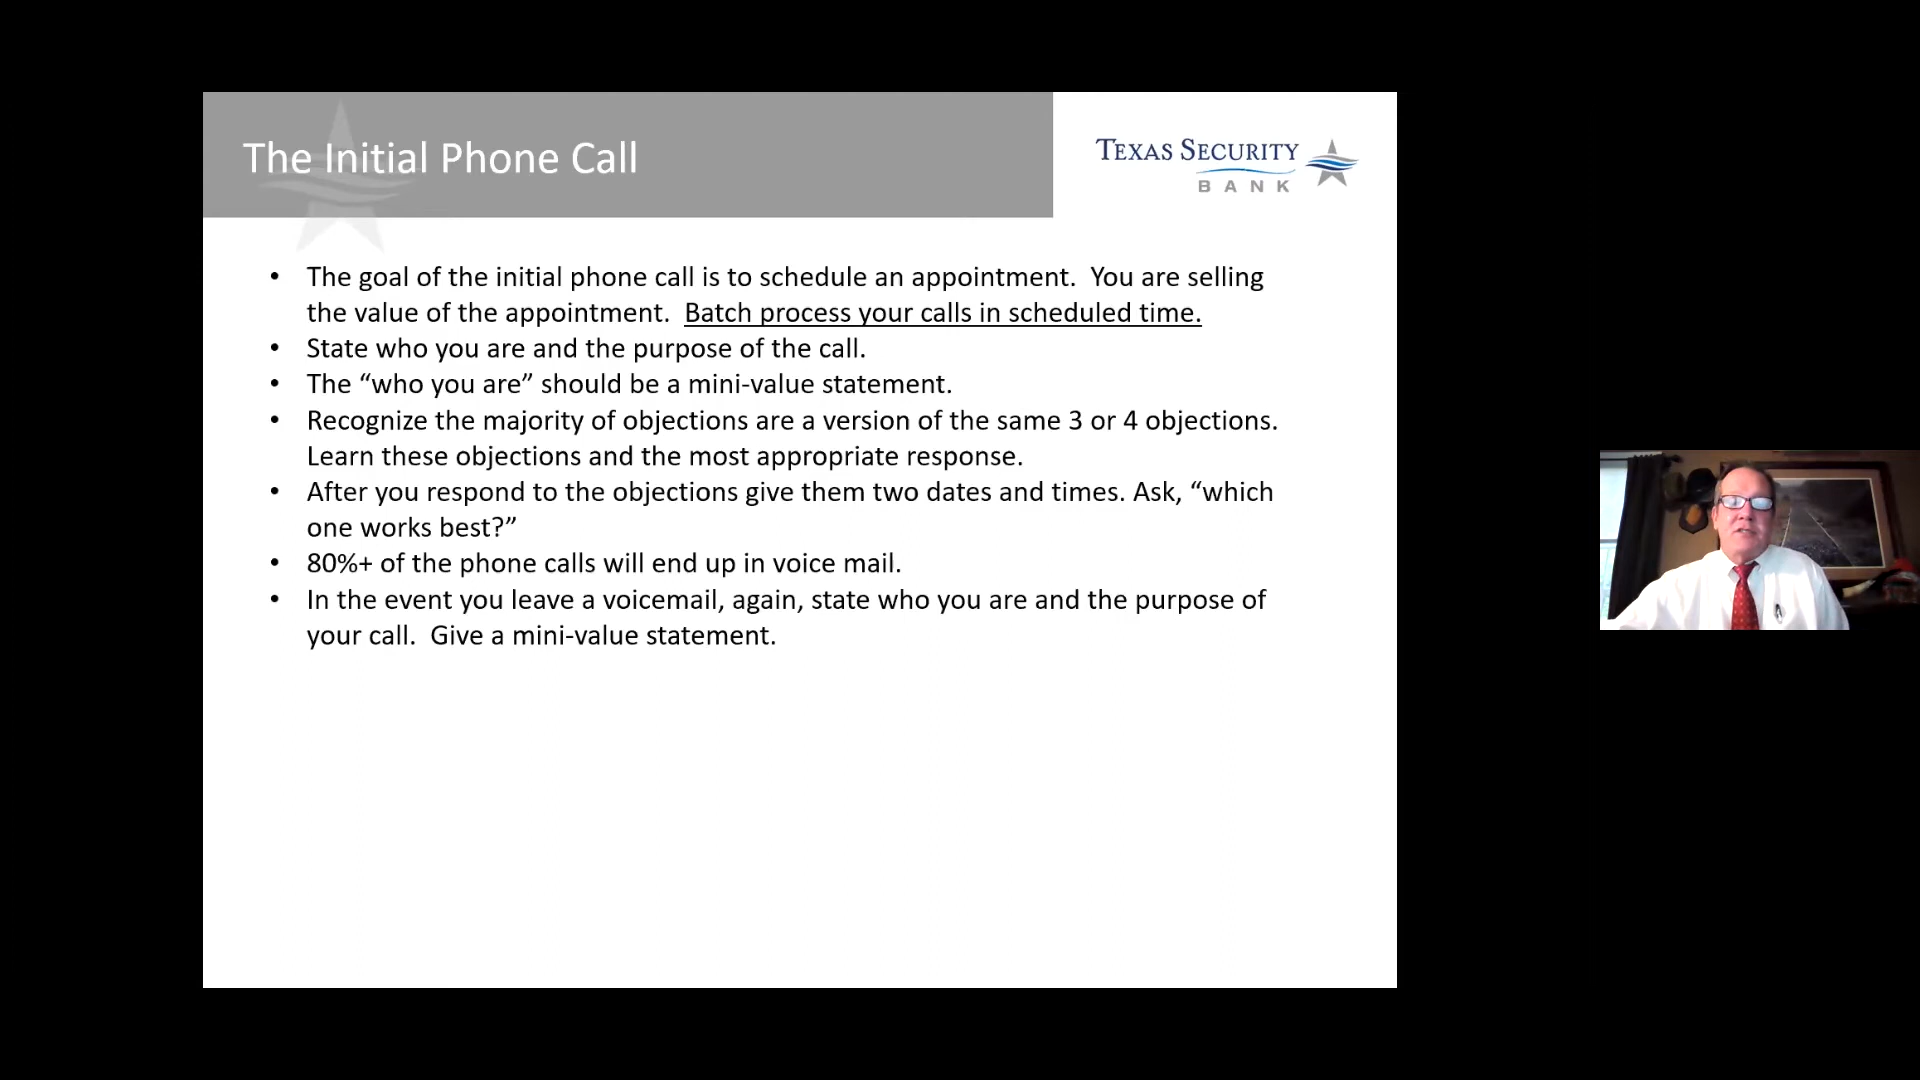 The Initial Phone Call
TEXAS SECURITY
BANK
• The goal of the initial phone call is to schedule an appointment.  You are selling
the value of the appointment.  Batch process your calls in scheduled time.
• State who you are and the purpose of the call.
• The “who you are” should be a mini-value statement.
• Recognize the majority of objections are a version of the same 3 or 4 objections.
Learn these objections and the most appropriate response.
• After you respond to the objections give them two dates and times. Ask, “which
one works best?”
• 80%+ of the phone calls will end up in voice mail.
• In the event you leave a voicemail, again, state who you are and the purpose of
your call.  Give a mini-value statement.